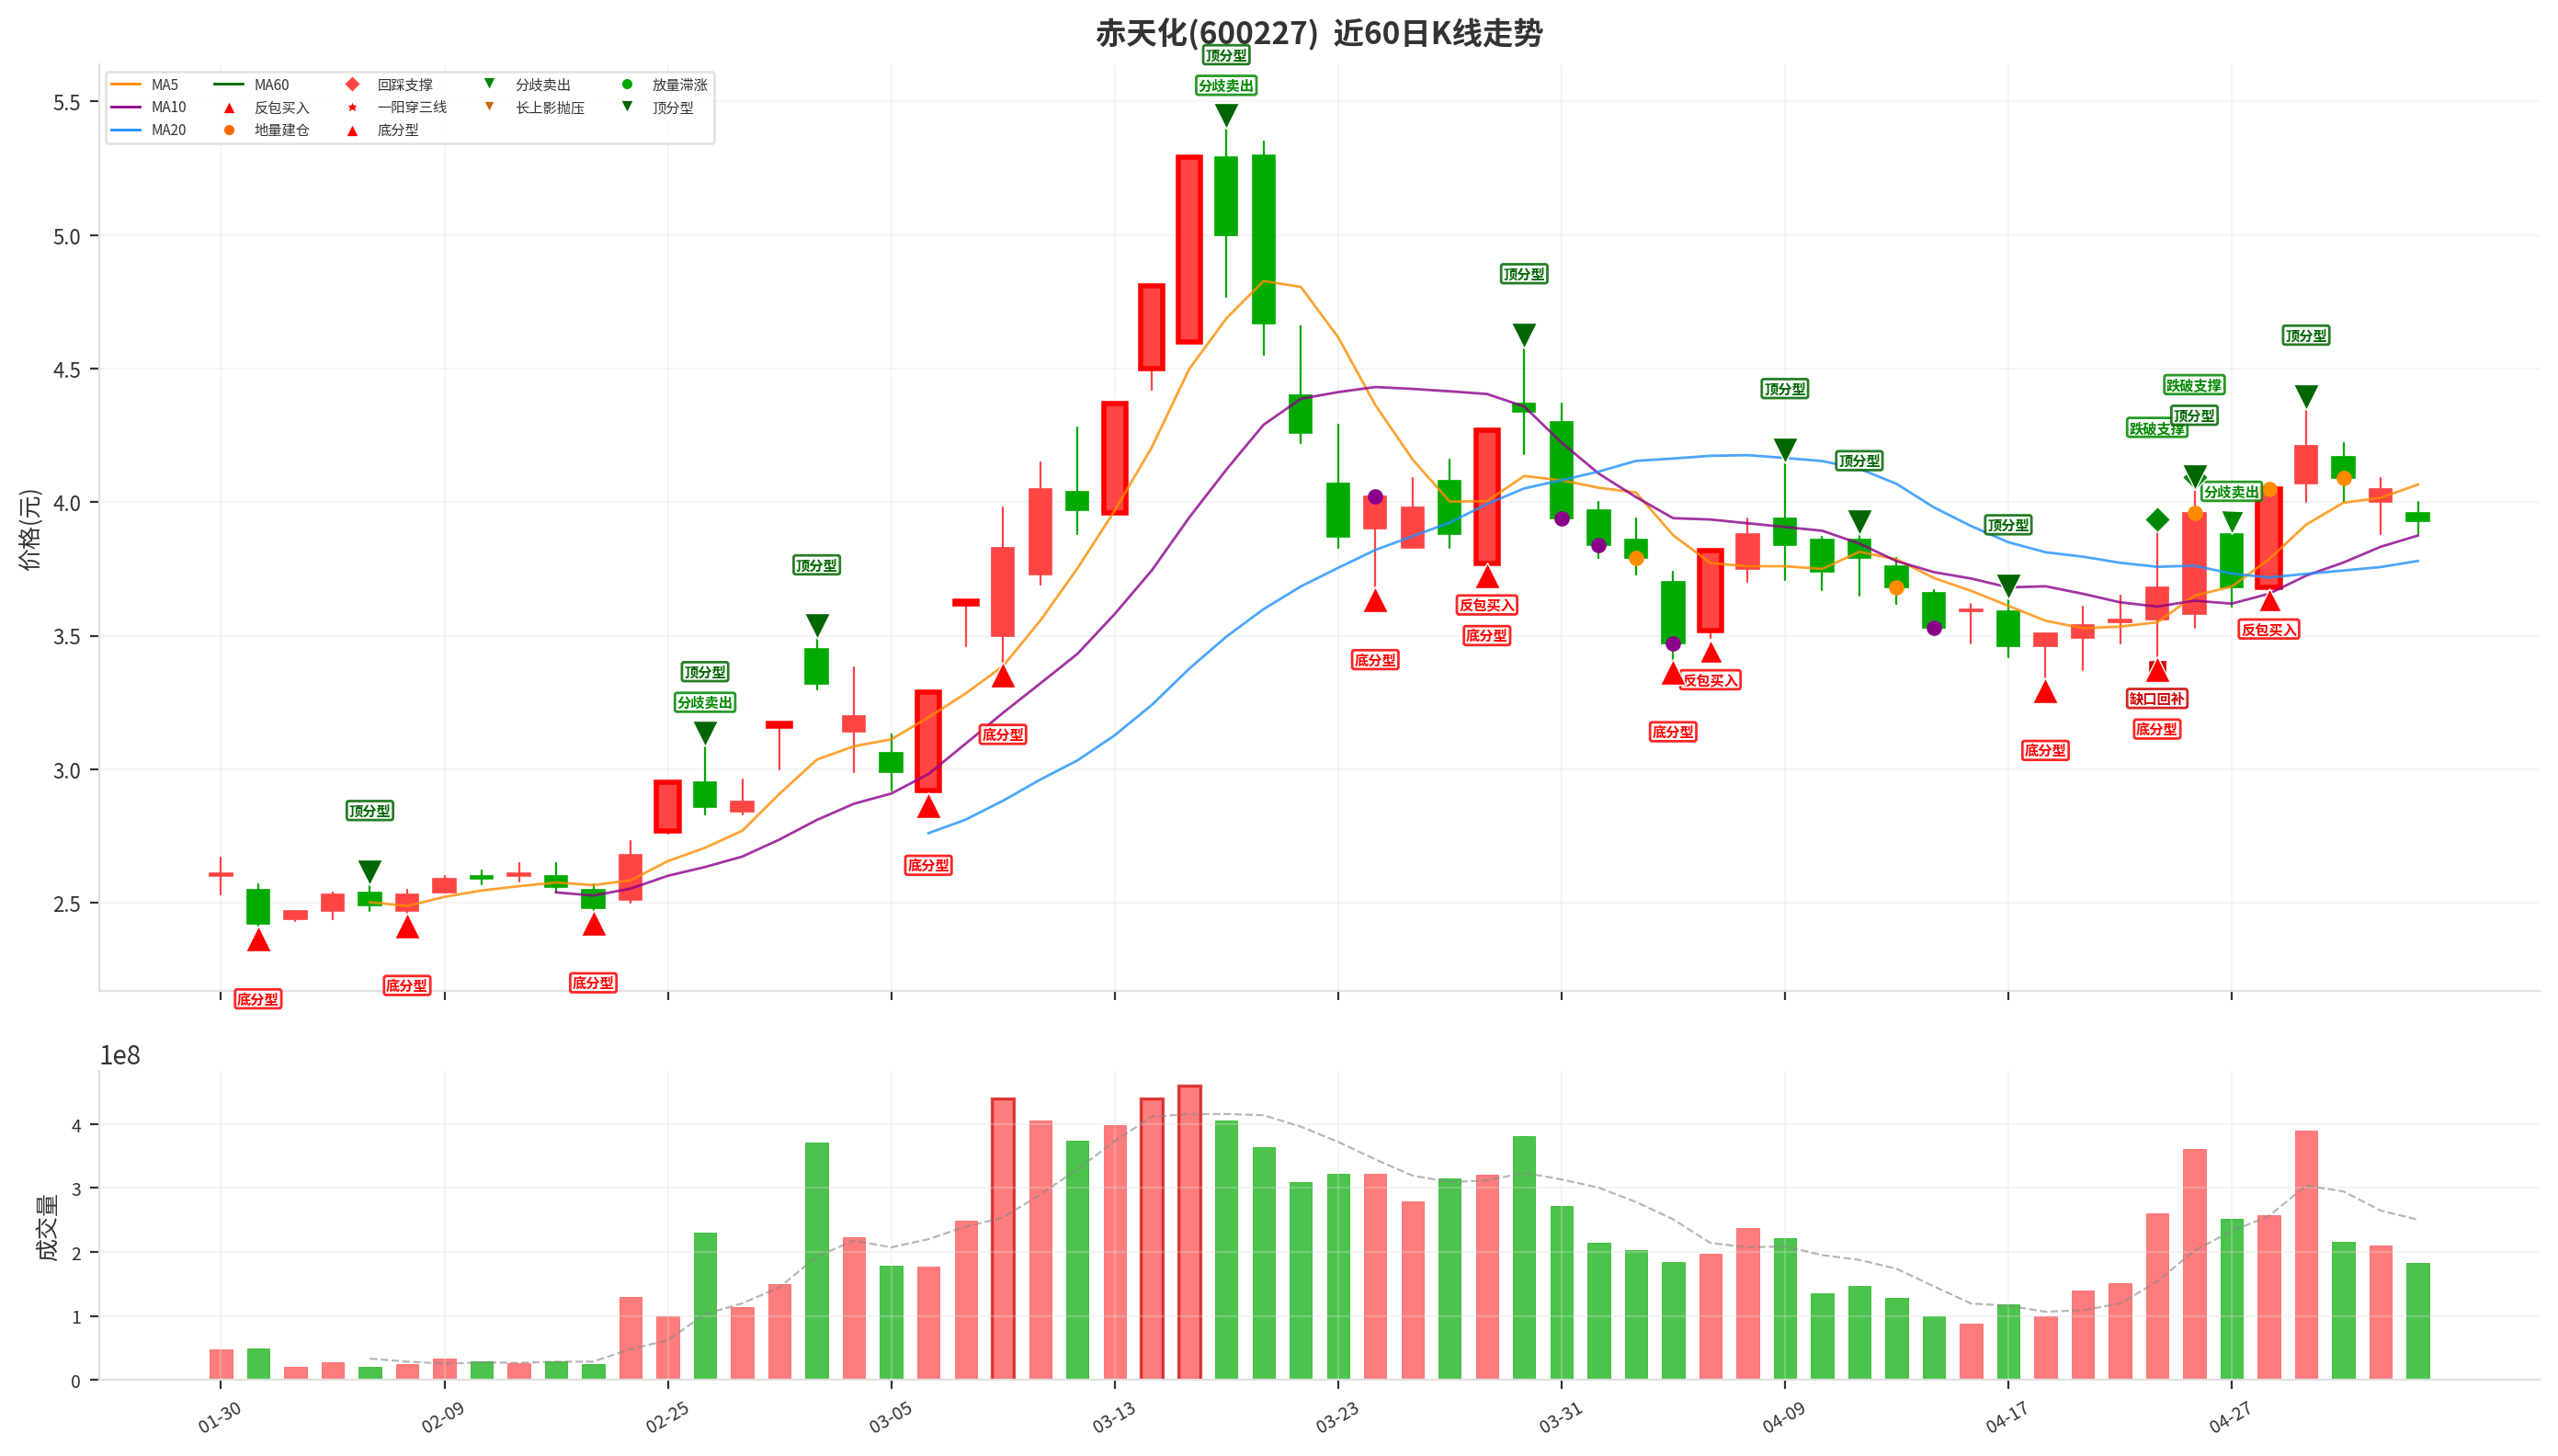 赤天化(600227) 近60日K线走势
MA5
MA10
MA20
MA60
反包买入
地量建仓
回踩支撑
一阳穿三线
底分型
分歧卖出
长上影抛压
放量滞涨
顶分型
价格(元)
5.5
5.0
4.5
4.0
3.5
3.0
2.5
顶分型
分歧卖出
顶分型
顶分型
顶分型
跌破支撑
顶分型
跌破支撑
顶分型
顶分型
分歧卖出
顶分型
顶分型
反包买入
底分型
反包买入
底分型
顶分型
分歧卖出
反包买入
缺口回补
底分型
底分型
底分型
底分型
底分型
顶分型
底分型
底分型
底分型
1e8
成交量
4
3
2
1
0
01-30
02-09
02-25
03-05
03-13
03-23
03-31
04-09
04-17
04-27